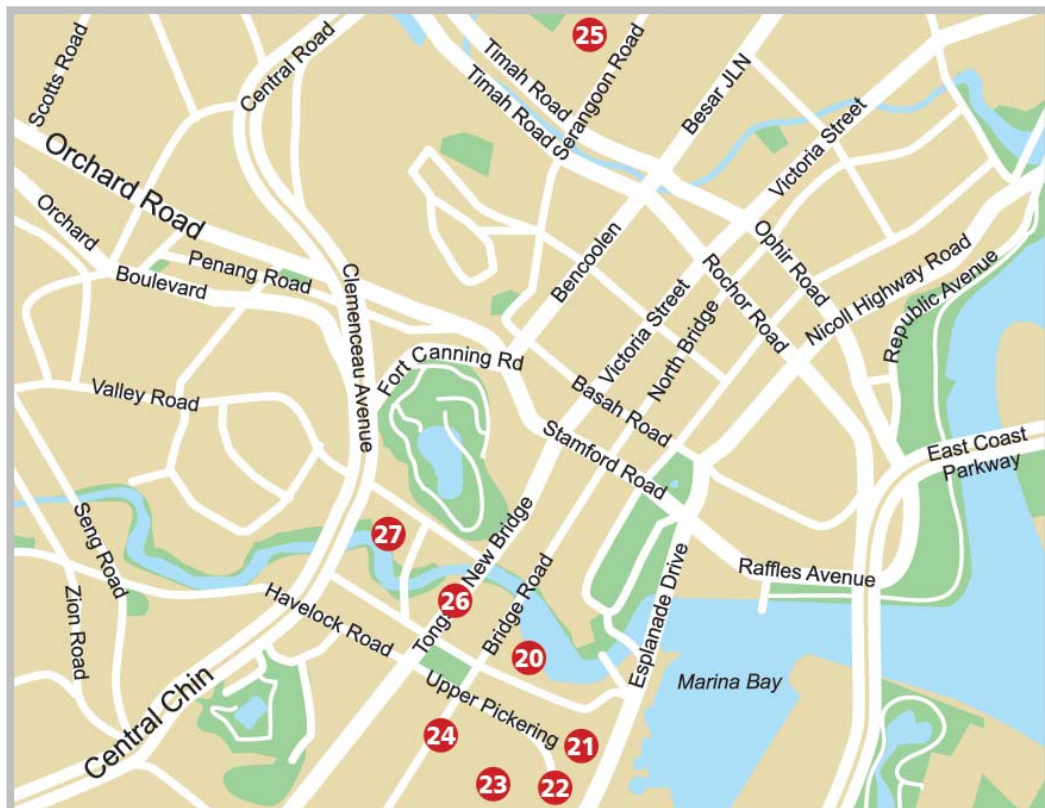 25
Scotts Road
Central Road
Timah Road
Timah Road
Serangoon Road
Besar JLN
Victoria Street
Orchard Road
Orchard
Boulevard
Penang Road
Clemenceau Avenue
Bencoolen
Ophir Road
Rochor Road
Nicoll Highway Road
Republic Avenue
Victoria Street
North Bridge
Fort Canning Rd
Basah Road
Stamford Road
Valley Road
East Coast
Parkway
Seng Road
Zion Road
27
New Bridge
26
Tong
Bridge Road
20
Raffles Avenue
Esplanade Drive
Havelock Road
Marina Bay
Upper Pickering
Central Chin
24
21
23
22